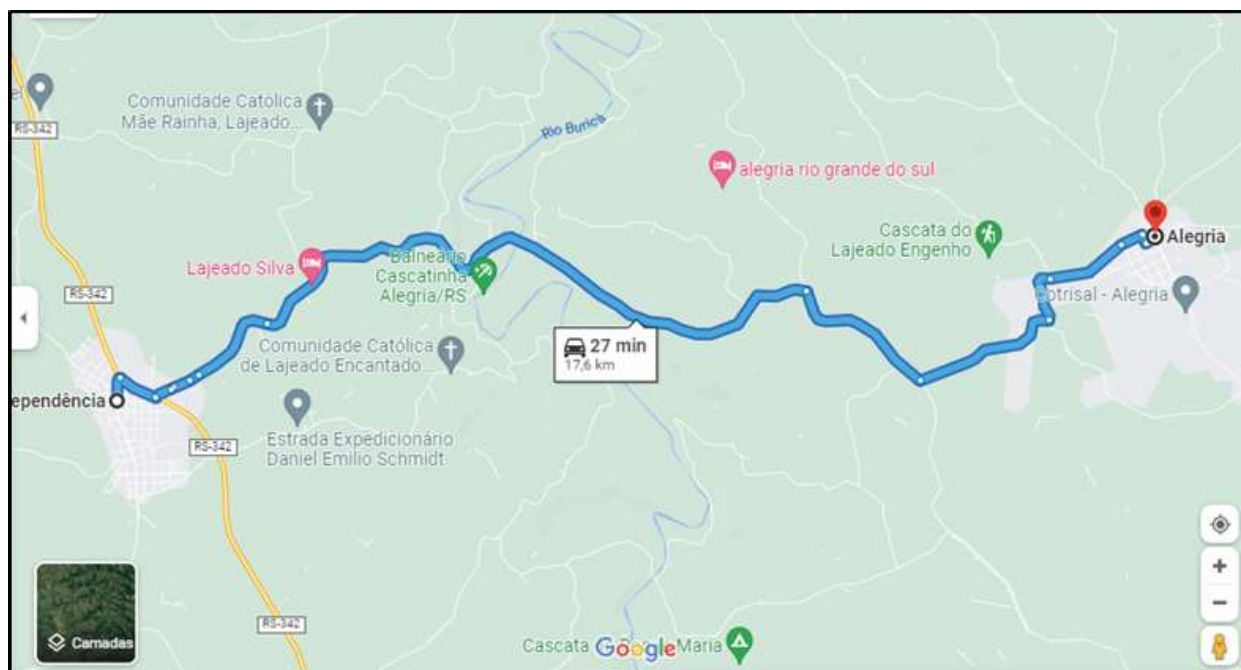 el
RS-342
Comunidade Católica
Mãe Rainha, Lajeado...
Rio Buricá
alegria rio grande do sul
Cascata do
Lajeado Engenho
Alegria
Lajeado Silva
Balneário
Cascatinha
Alegria/RS
RS-342
Cotrisal - Alegria
27 min
17,6 km
Comunidade Católica
de Lajeado Encantado...
ependência
RS-342
Estrada Expedicionário
Daniel Emilio Schmidt
RS-342
Camadas
Cascata
Maria
Google